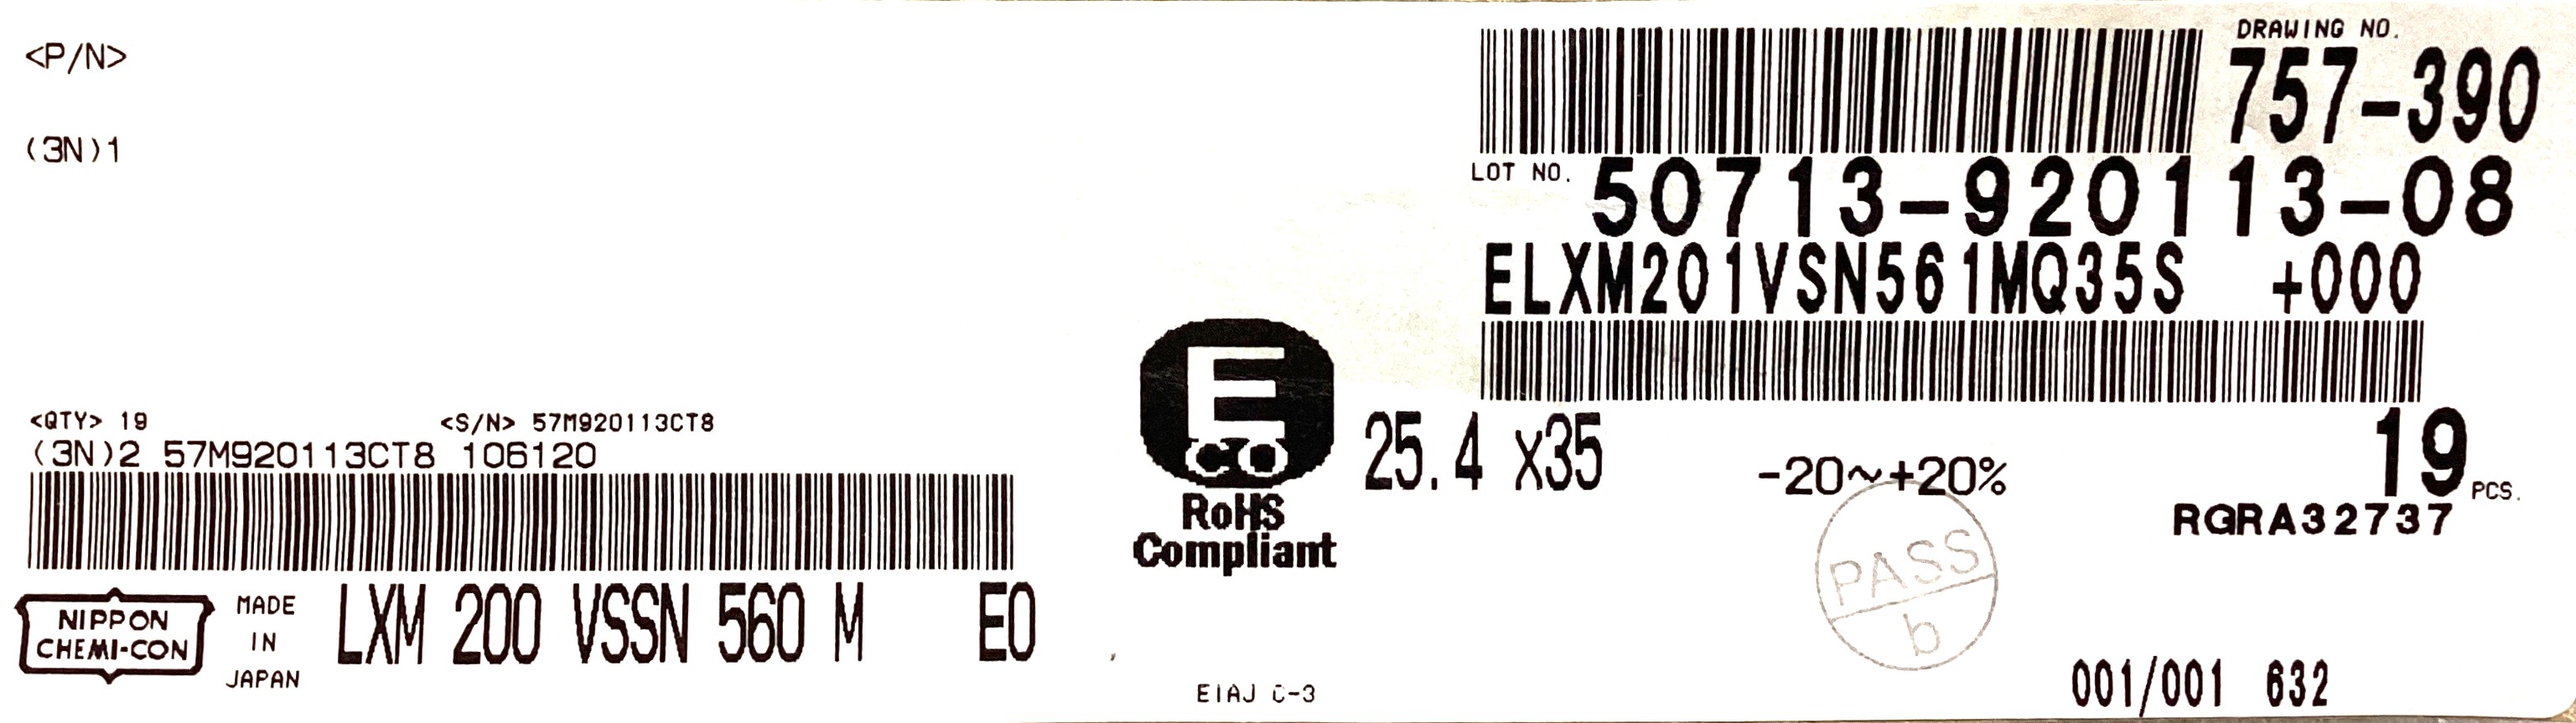 <P/N>
(3N)1
DRAWING NO.
757-390
LOT NO. 50713-920113-08
ELXM201VSN561MQ35S +000
<QTY> 19 <S/N> 57M920113CT8
(3N)2 57M920113CT8 106120
E
CO
RoHS
Compliant
25.4 x35
-20~+20%
19 PCS.
RGRA32737
PASS
b
NIPPON
CHEMI-CON
MADE
IN
JAPAN
LXM 200 VSSN 560 M E0
EIAJ C-3
001/001 632